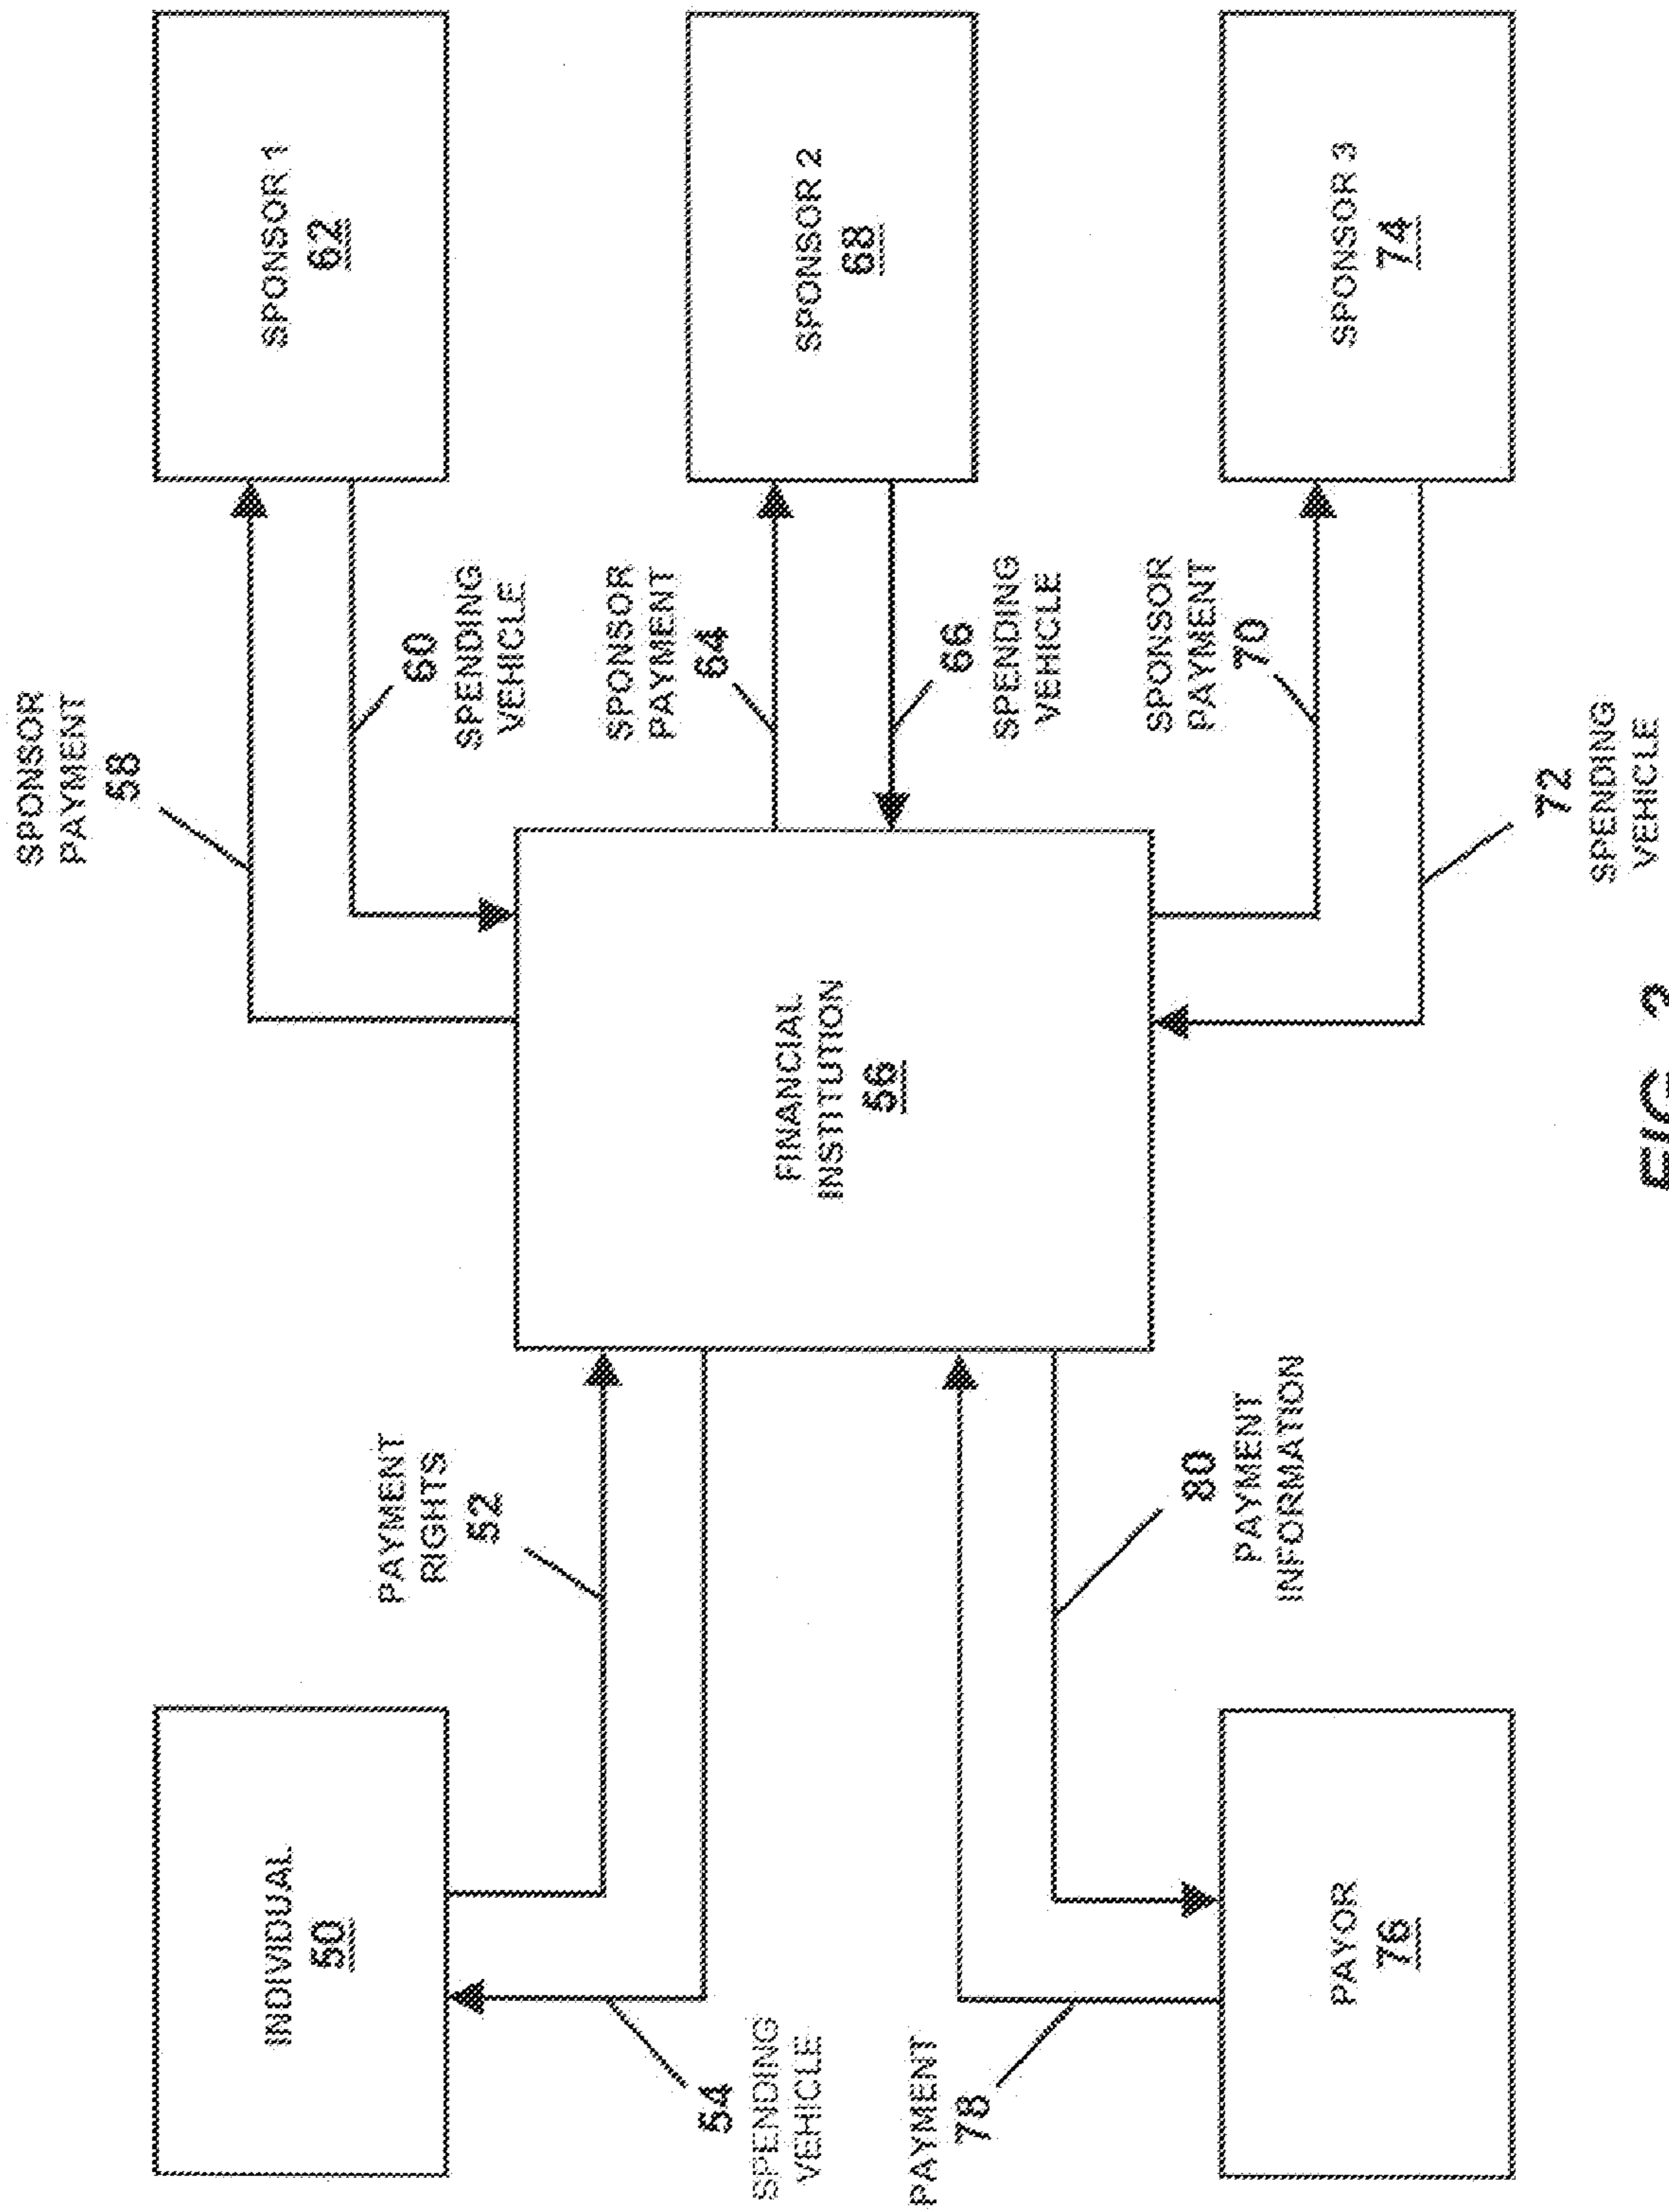 SPONSOR
PAYMENT
58
INDIVIDUAL
50
SPONSOR 1
62
PAYMENT
RIGHTS
52
60
SPENDING
VEHICLE
54
SPENDING
VEHICLE
SPONSOR
PAYMENT
64
FINANCIAL
INSTITUTION
56
SPONSOR 2
68
66
SPENDING
VEHICLE
PAYMENT
78
SPONSOR
PAYMENT
70
80
PAYMENT
INFORMATION
PAYOR
76
SPONSOR 3
74
72
SPENDING
VEHICLE
FIG